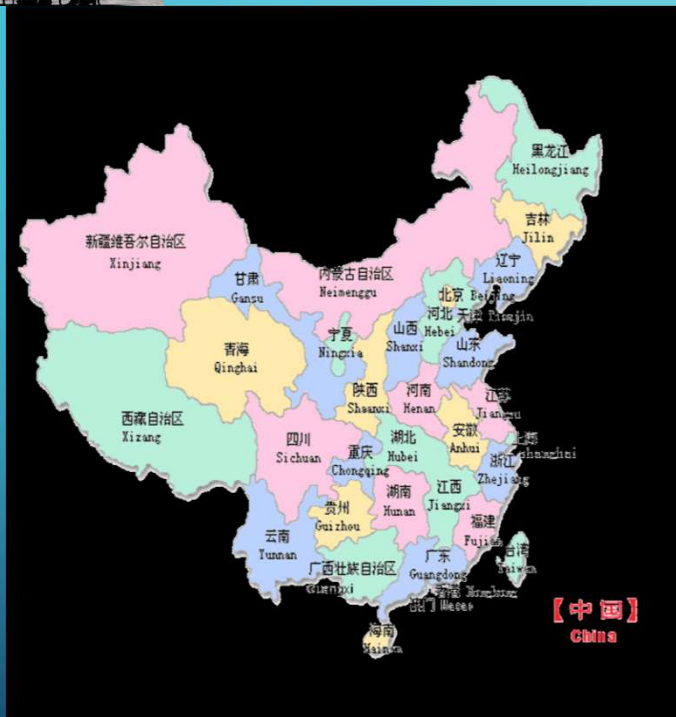 黑龙江
Heilongjiang
吉林
Jilin
辽宁
Liaoning
新疆维吾尔自治区
Xinjiang
甘肃
Gansu
内蒙古自治区
Neimenggu
北京 Beijing
天津 Tianjin
河北
Hebei
山西
Shanxi
宁夏
Ningxia
山东
Shandong
青海
Qinghai
陕西
Shaanxi
河南
Henan
江苏
Jiangsu
西藏自治区
Xizang
四川
Sichuan
重庆
Chongqing
湖北
Hubei
安徽
Anhui
上海
Shanghai
浙江
Zhejiang
湖南
Hunan
江西
Jiangxi
贵州
Guizhou
福建
Fujian
云南
Yunnan
广西壮族自治区
Guangxi
广东
Guangdong
台湾
Taiwan
香港
澳门
海南
Hainan
【中国】
China